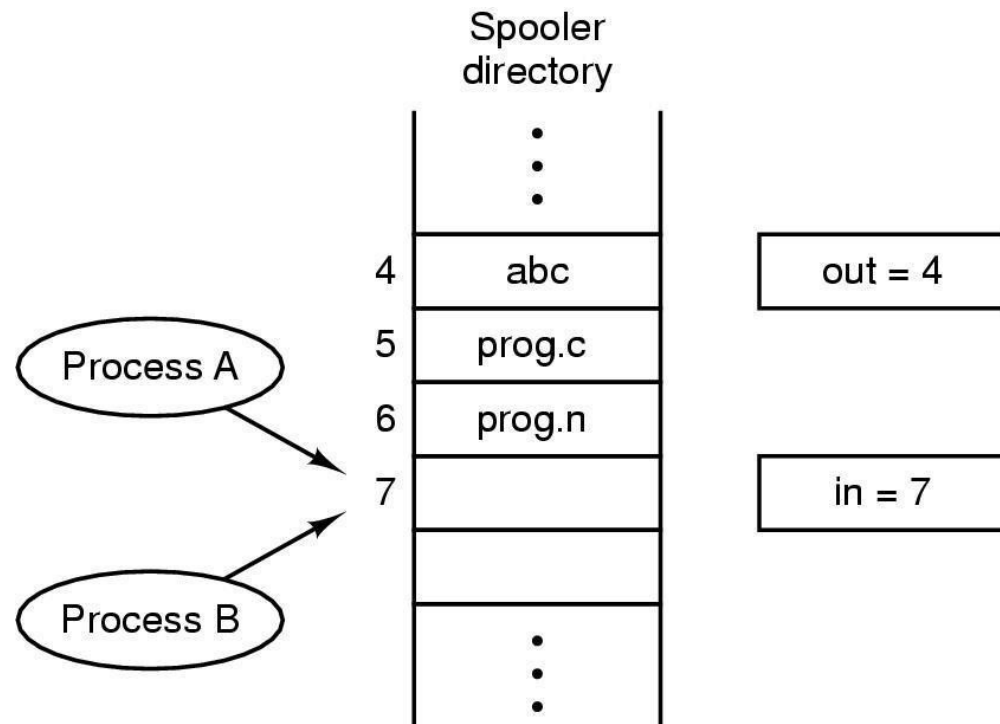 Spooler
directory
4 abc out = 4
5 prog.c
Process A
6 prog.n
7 in = 7
Process B